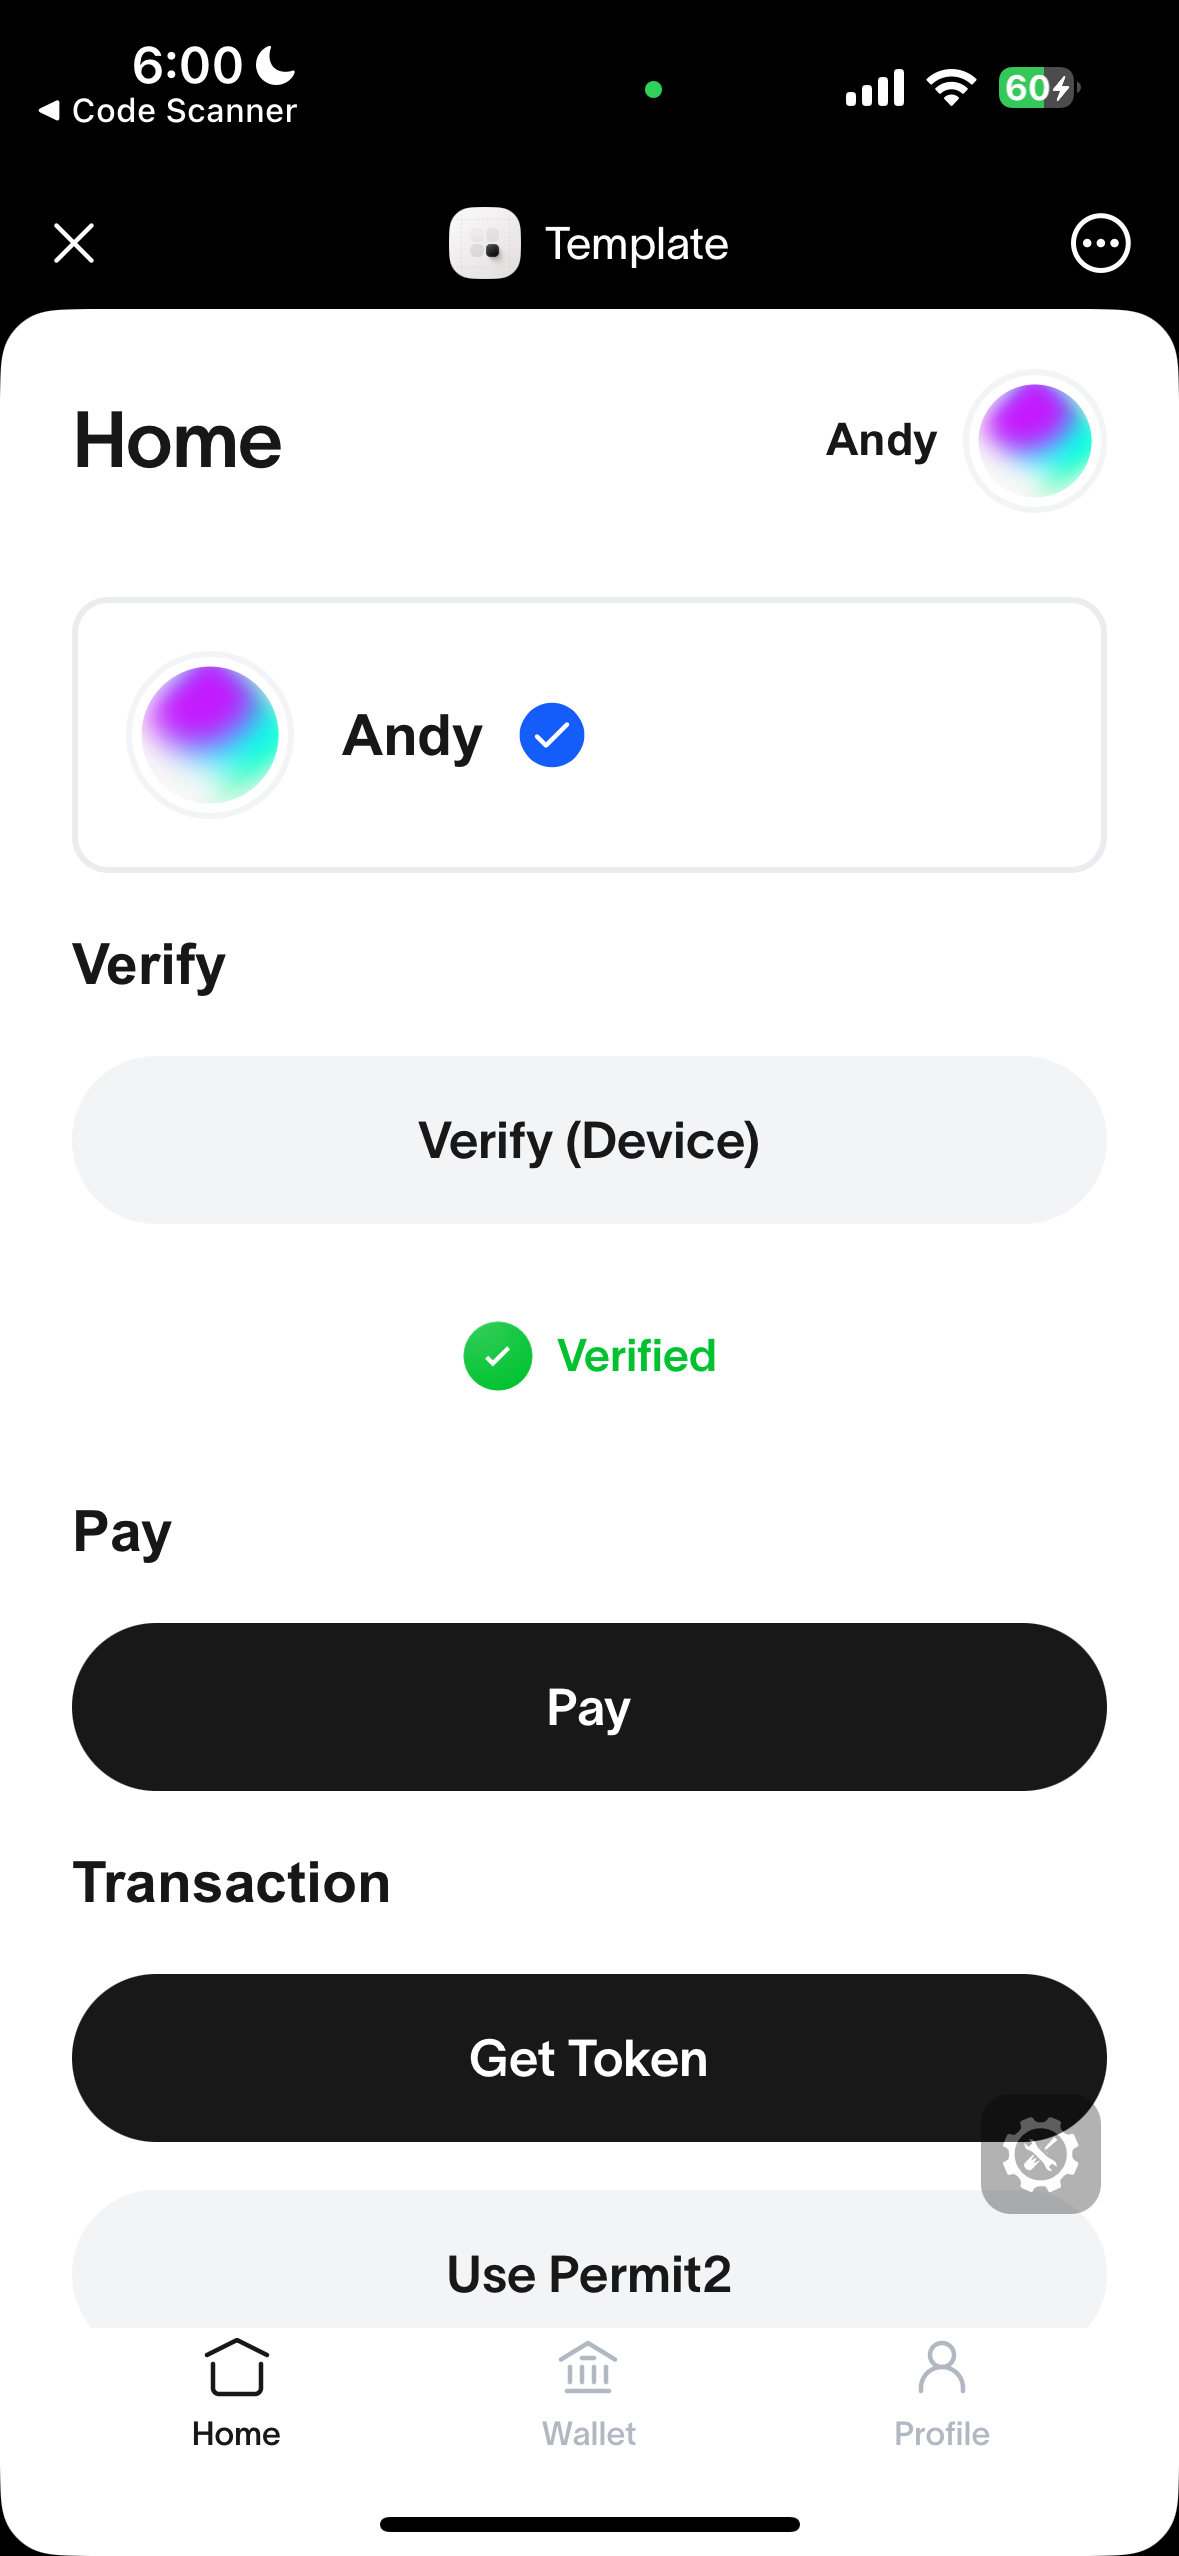 6:00
Code Scanner
60
Template
Home
Andy
Andy
Verify
Verify (Device)
Verified
Pay
Pay
Transaction
Get Token
Use Permit2
Home
Wallet
Profile